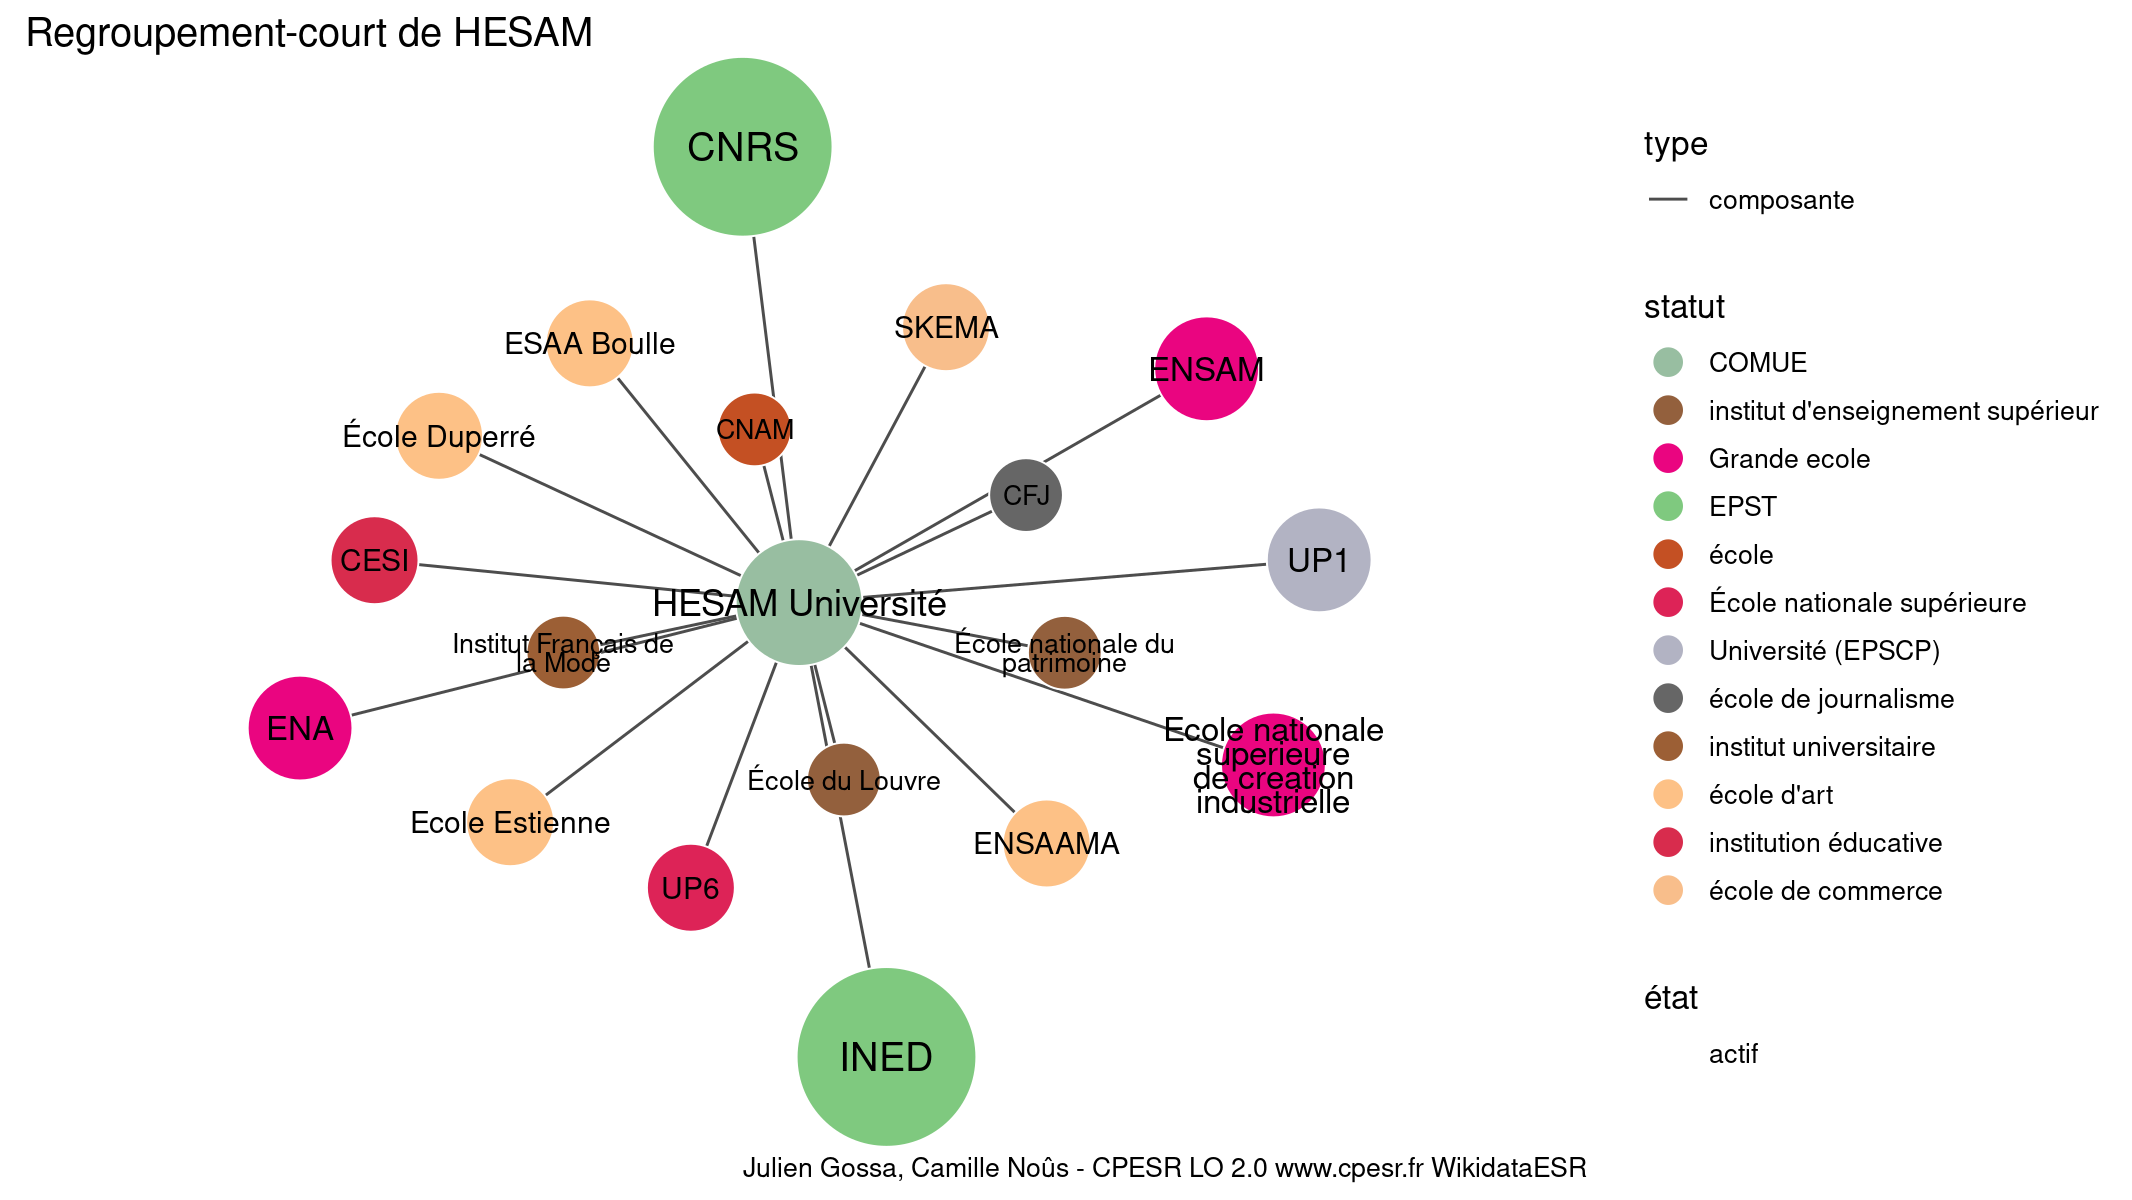 Regroupement-court de HESAM
CNRS
SKEMA
ESAA Boulle
ENSAM
CNAM
École Duperré
CFJ
CESI
UP1
HESAM Université
Institut Français de
la Mode
École nationale du
patrimoine
ENA
Ecole nationale
superieure
de creation
industrielle
École du Louvre
Ecole Estienne
ENSAAMA
UP6
INED
type
composante
statut
COMUE
institut d'enseignement supérieur
Grande ecole
EPST
école
École nationale supérieure
Université (EPSCP)
école de journalisme
institut universitaire
école d'art
institution éducative
école de commerce
état
actif
Julien Gossa, Camille Noûs - CPESR LO 2.0 www.cpesr.fr WikidataESR